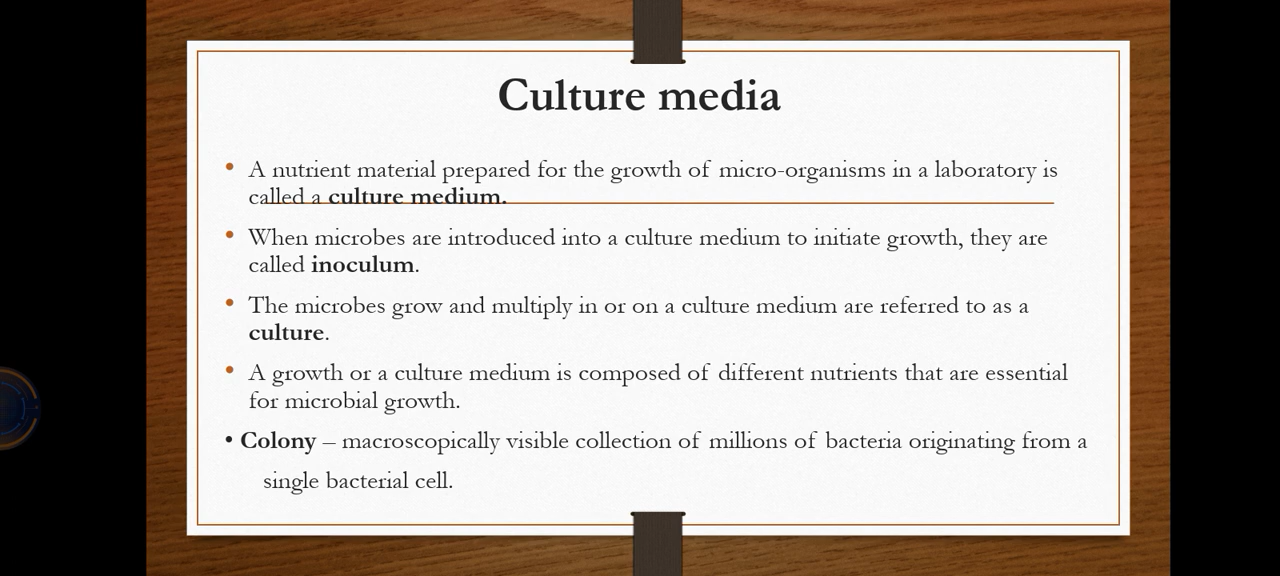 Culture media
• A nutrient material prepared for the growth of micro-organisms in a laboratory is
called a culture medium.
• When microbes are introduced into a culture medium to initiate growth, they are
called inoculum.
• The microbes grow and multiply in or on a culture medium are referred to as a
culture.
• A growth or a culture medium is composed of different nutrients that are essential
for microbial growth.
• Colony – macroscopically visible collection of millions of bacteria originating from a
single bacterial cell.